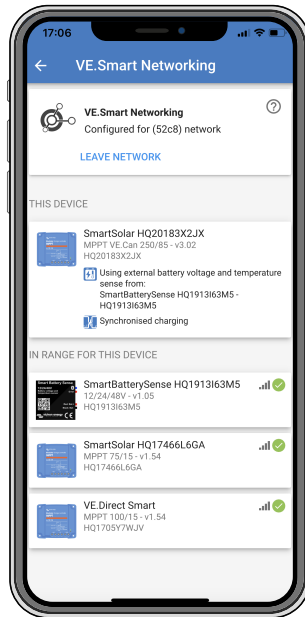 17:06
VE.Smart Networking
VE.Smart Networking
Configured for (52c8) network
LEAVE NETWORK
THIS DEVICE
SmartSolar HQ20183X2JX
MPPT VE.Can 250/85 - v3.02
HQ20183X2JX
Using external battery voltage and temperature
sense from:
SmartBatterySense HQ1913I63M5 -
HQ1913I63M5
Synchronised charging
IN RANGE FOR THIS DEVICE
Smart Battery Sense
SmartBatterySense HQ1913I63M5
12/24/48V - v1.05
HQ1913I63M5
SmartSolar HQ17466L6GA
MPPT 75/15 - v1.54
HQ17466L6GA
VE.Direct Smart
MPPT 100/15 - v1.54
HQ1705Y7WJV